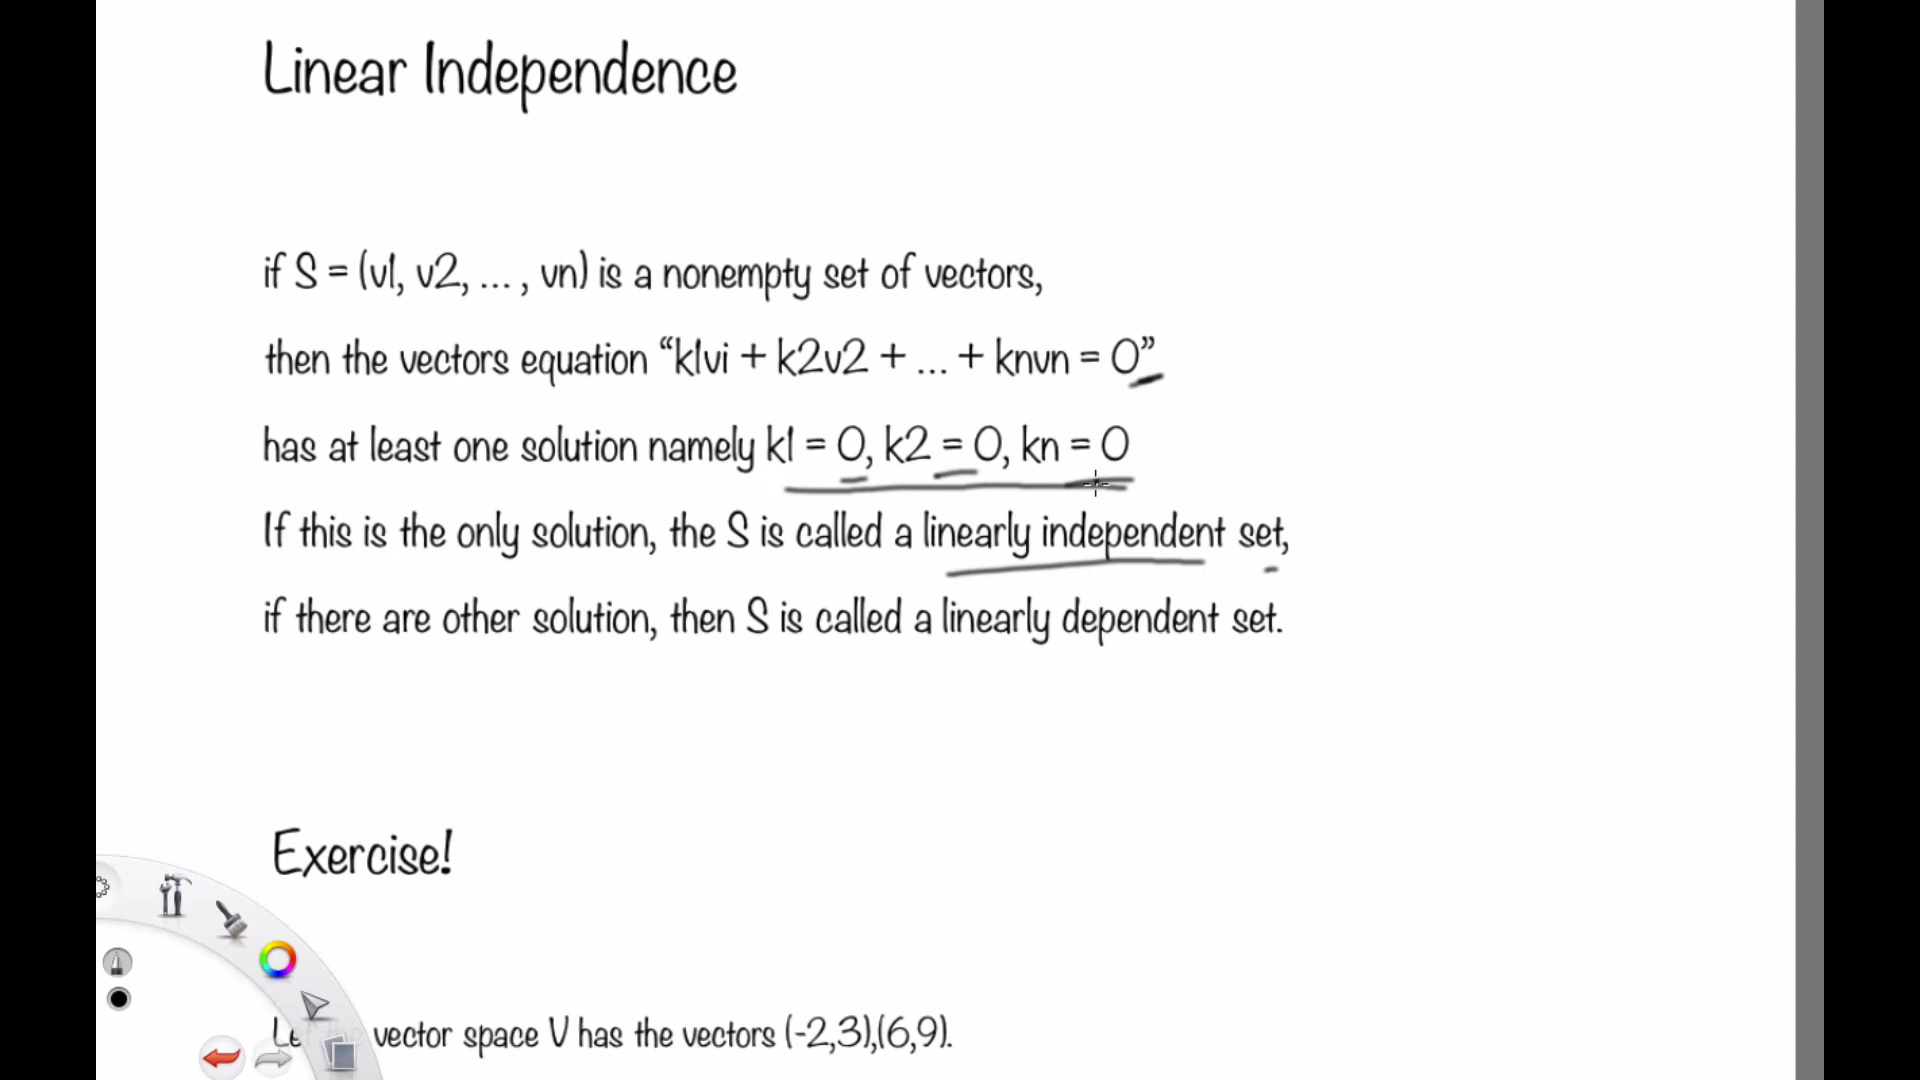 Linear Independence
if S = (v1, v2, ... , vn) is a nonempty set of vectors,
then the vectors equation “k1vi + k2v2 + ... + knvn = 0”
has at least one solution namely k1 = 0, k2 = 0, kn = 0
If this is the only solution, the S is called a linearly independent set,
if there are other solution, then S is called a linearly dependent set.
Exercise!
vector space V has the vectors (-2,3),(6,9).